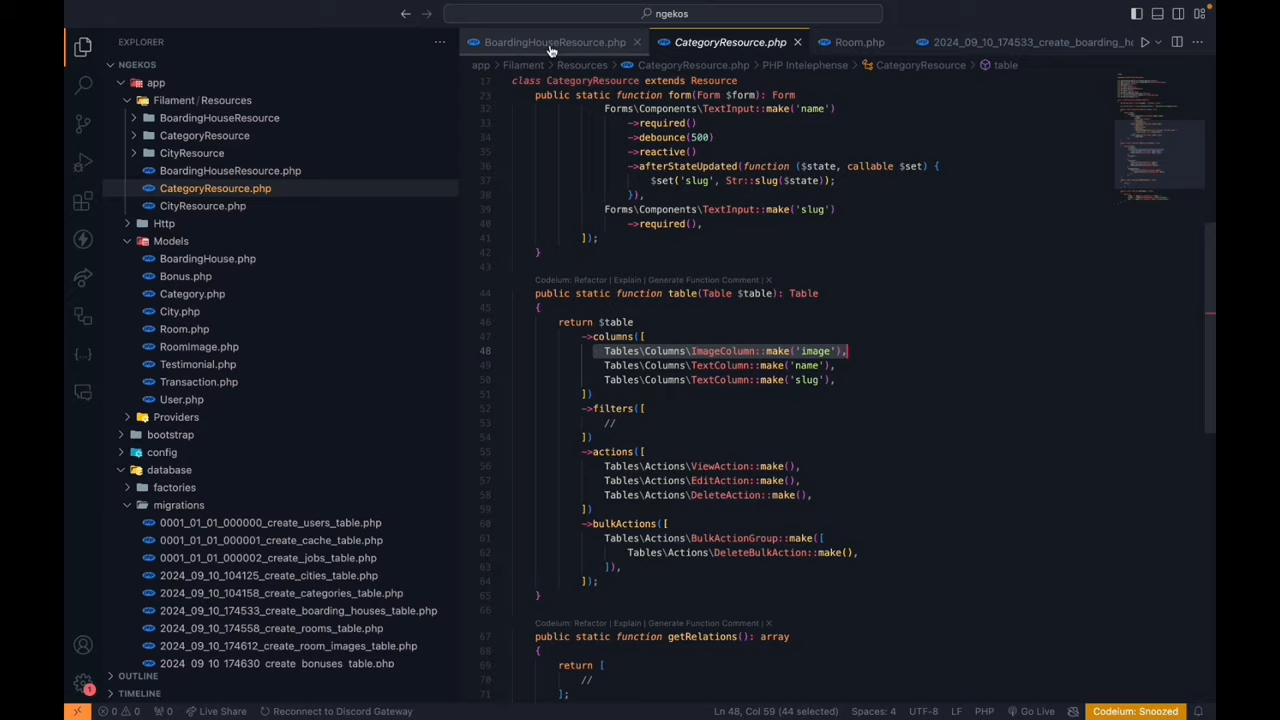 ngekos
EXPLORER
BoardingHouseResource.php
CategoryResource.php
Room.php
2024_09_10_174533_create_boarding_hc
NGEKOS
app
Filament/Resources
BoardingHouseResource
CategoryResource
CityResource
BoardingHouseResource.php
CategoryResource.php
CityResource.php
Http
Models
BoardingHouse.php
Bonus.php
Category.php
City.php
Room.php
RoomImage.php
Testimonial.php
Transaction.php
User.php
Providers
bootstrap
config
database
factories
migrations
0001_01_01_000000_create_users_table.php
0001_01_01_000001_create_cache_table.php
0001_01_01_000002_create_jobs_table.php
2024_09_10_104125_create_cities_table.php
2024_09_10_104158_create_categories_table.php
2024_09_10_174533_create_boarding_houses_table.php
2024_09_10_174558_create_rooms_table.php
2024_09_10_174612_create_room_images_table.php
2024_09_10_174630_create_bonuses_table.php
OUTLINE
TIMELINE
app > Filament > Resources > CategoryResource.php > PHP Intelephense > CategoryResource > table
17 class CategoryResource extends Resource
23 public static function form(Form $form): Form
32 Forms\Components\TextInput::make('name')
33 ->required()
34 ->debounce(500)
35 ->reactive()
36 ->afterStateUpdated(function ($state, callable $set) {
37 $set('slug', Str::slug($state));
38 }),
39 Forms\Components\TextInput::make('slug')
40 ->required(),
41 ]);
42 }
43
Codeium: Refactor | Explain | Generate Function Comment | X
44 public static function table(Table $table): Table
45 {
46 return $table
47 ->columns([
48 Tables\Columns\ImageColumn::make('image'),
49 Tables\Columns\TextColumn::make('name'),
50 Tables\Columns\TextColumn::make('slug'),
51 ])
52 ->filters([
53 //
54 ])
55 ->actions([
56 Tables\Actions\ViewAction::make(),
57 Tables\Actions\EditAction::make(),
58 Tables\Actions\DeleteAction::make(),
59 ])
60 ->bulkActions([
61 Tables\Actions\BulkActionGroup::make([
62 Tables\Actions\DeleteBulkAction::make(),
63 ]),
64 ]);
65 }
66
Codeium: Refactor | Explain | Generate Function Comment | X
67 public static function getRelations(): array
68 {
69 return [
70 //
71 ];
1
0 0 0 Live Share Reconnect to Discord Gateway Ln 48, Col 59 (44 selected) Spaces: 4 UTF-8 LF PHP Go Live Codeium: Snoozed